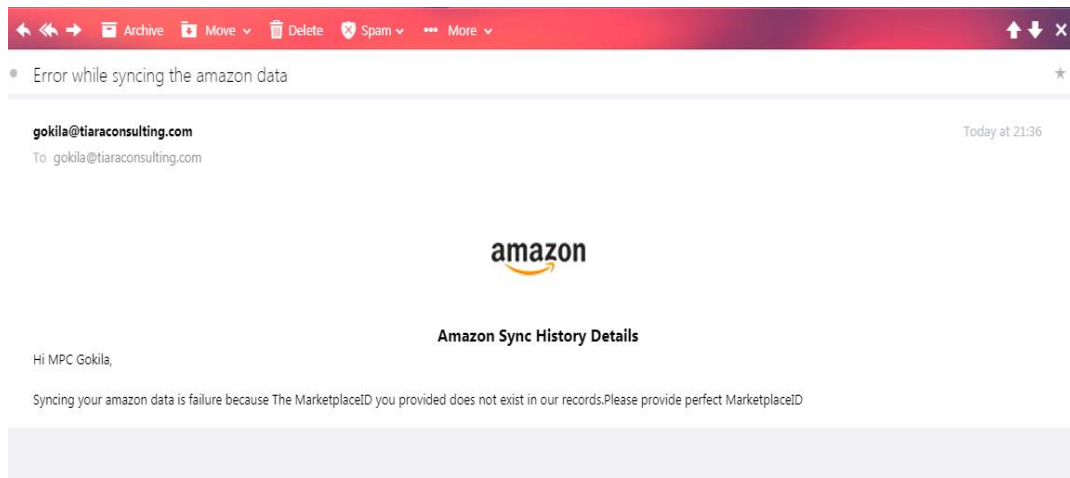 Archive Move Delete Spam More
Error while syncing the amazon data
gokila@tiaraconsulting.com Today at 21:36
To gokila@tiaraconsulting.com
amazon
Amazon Sync History Details
Hi MPC Gokila,
Syncing your amazon data is failure because The MarketplaceID you provided does not exist in our records.Please provide perfect MarketplaceID